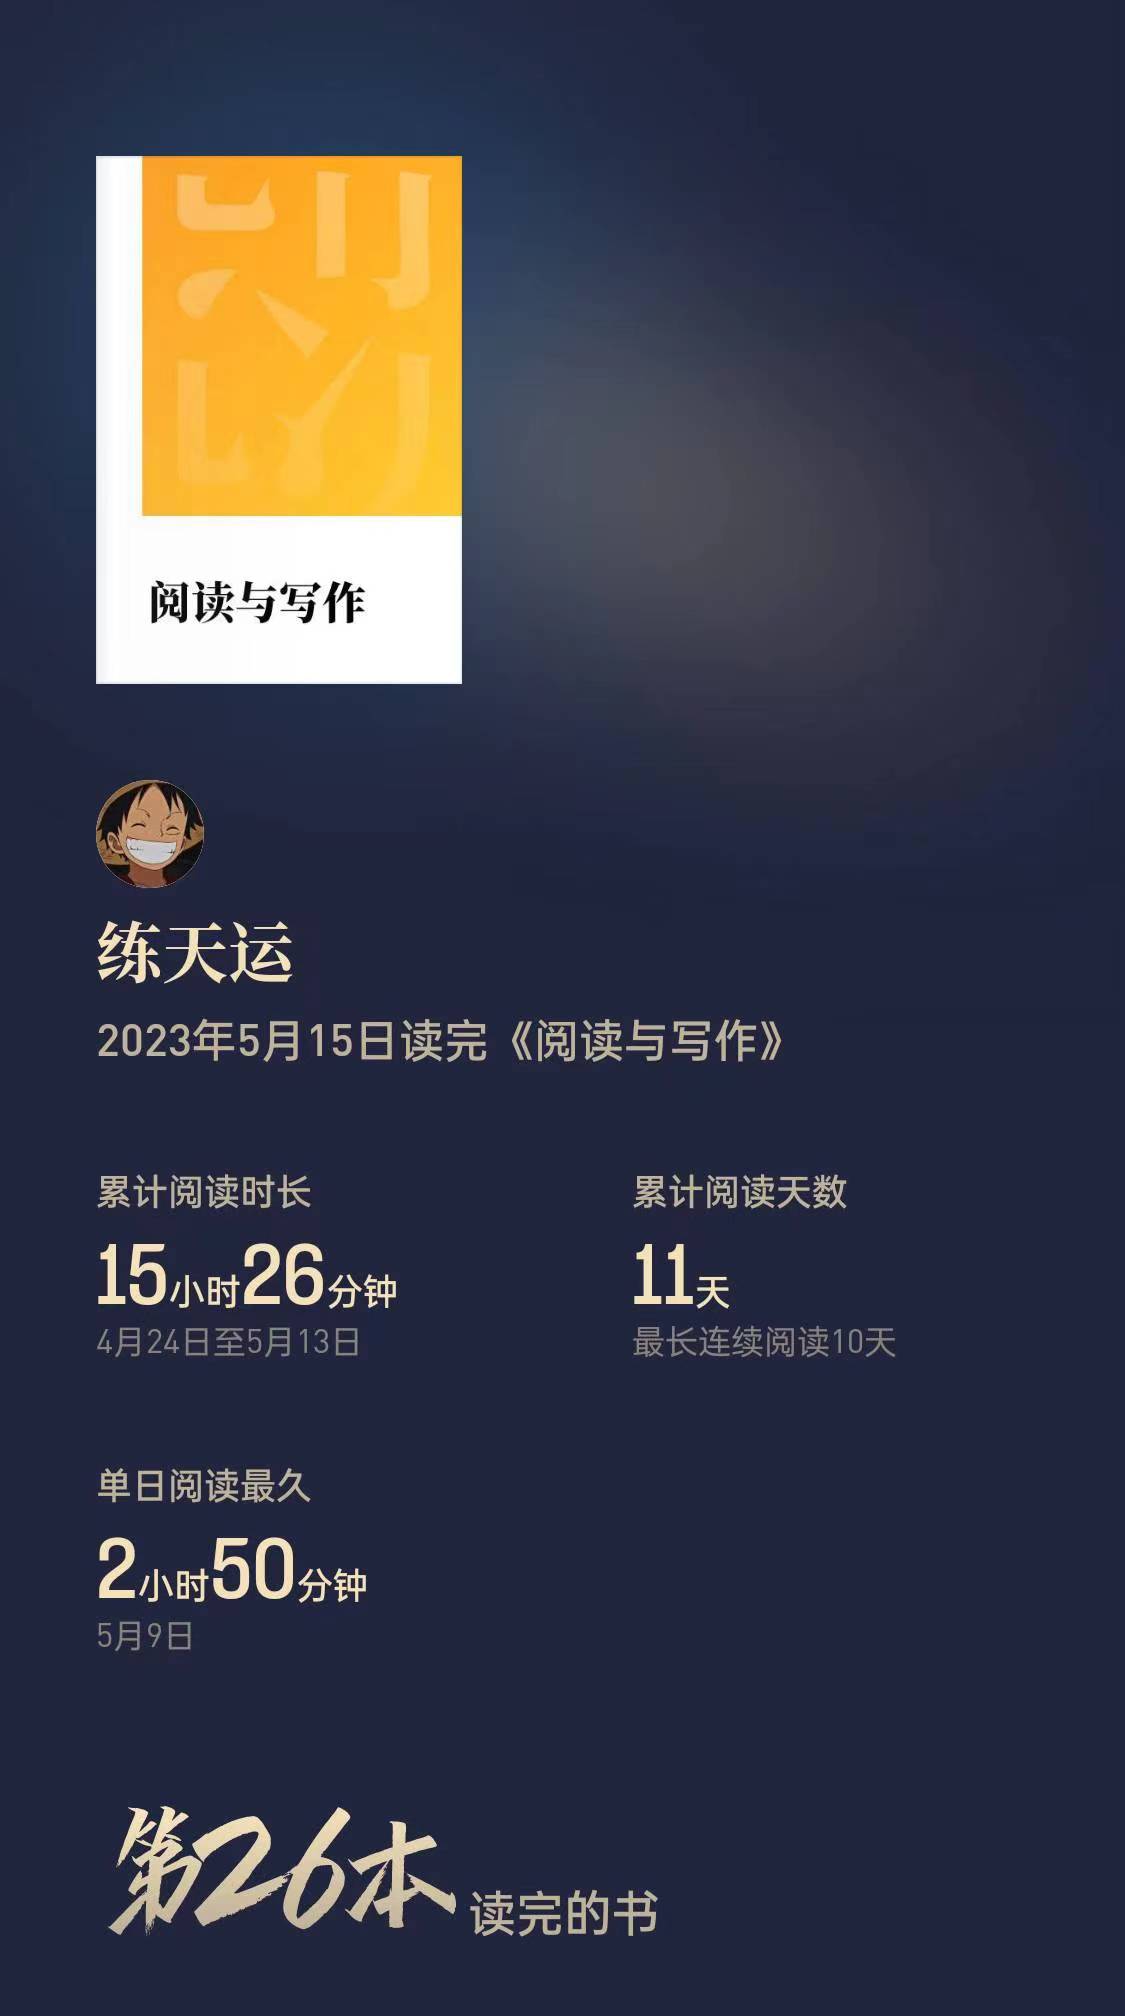 阅读与写作
练天运
2023年5月15日读完《阅读与写作》
累计阅读时长
15小时26分钟
4月24日至5月13日
累计阅读天数
11天
最长连续阅读10天
单日阅读最久
2小时50分钟
5月9日
第26本 读完的书